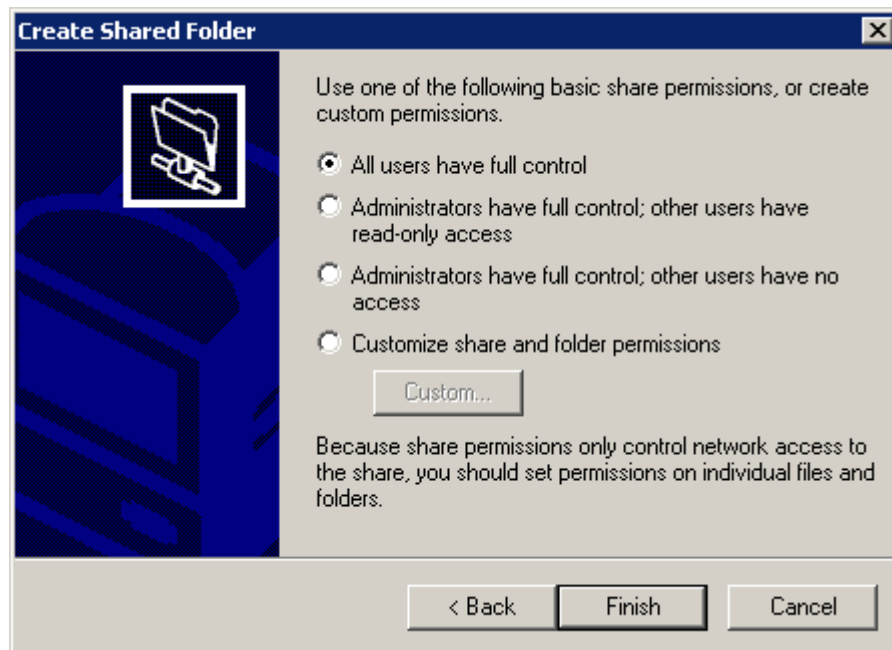 Create Shared Folder
Use one of the following basic share permissions, or create
custom permissions.
All users have full control
Administrators have full control; other users have
read-only access
Administrators have full control; other users have no
access
Customize share and folder permissions
Custom...
Because share permissions only control network access to
the share, you should set permissions on individual files and
folders.
< Back
Finish
Cancel